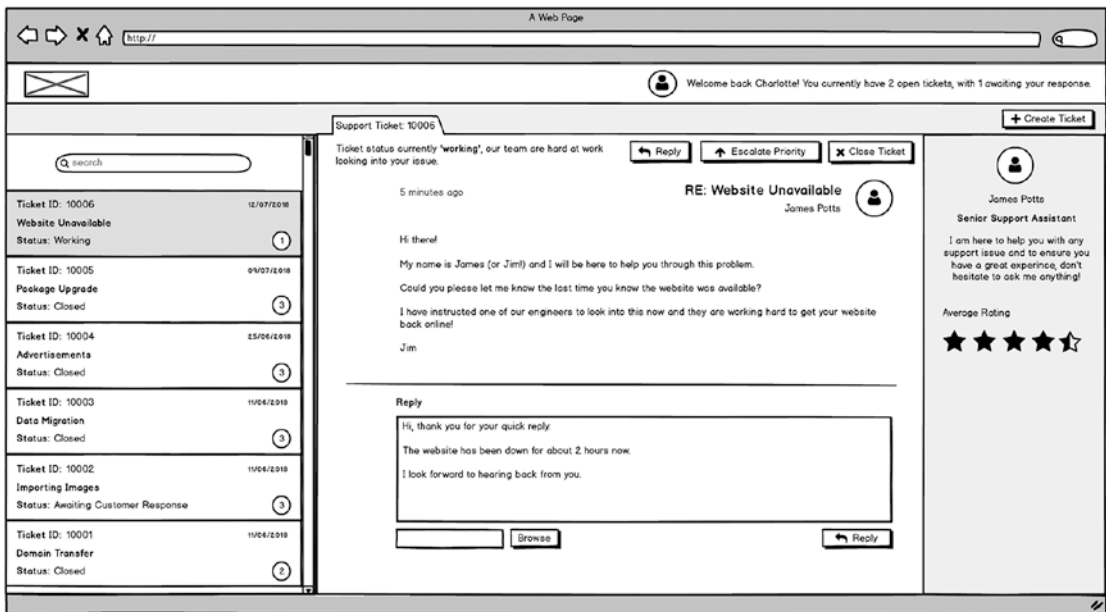 A Web Page
http://
Welcome back Charlotte! You currently have 2 open tickets, with 1 awaiting your response.
+ Create Ticket
search
Ticket ID: 10006
12/07/2018
Website Unavailable
Status: Working
1
Ticket ID: 10005
09/07/2018
Package Upgrade
Status: Closed
3
Ticket ID: 10004
25/06/2018
Advertisements
Status: Closed
3
Ticket ID: 10003
11/06/2018
Data Migration
Status: Closed
3
Ticket ID: 10002
11/06/2018
Importing Images
Status: Awaiting Customer Response
3
Ticket ID: 10001
11/06/2018
Domain Transfer
Status: Closed
2
Support Ticket: 10006
Ticket status currently 'working', our team are hard at work
looking into your issue.
Reply
Escalate Priority
Close Ticket
5 minutes ago
RE: Website Unavailable
James Potts
Hi there!
My name is James (or Jim!) and I will be here to help you through this problem.
Could you please let me know the last time you know the website was available?
I have instructed one of our engineers to look into this now and they are working hard to get your website
back online!
Jim
Reply
Hi, thank you for your quick reply.
The website has been down for about 2 hours now.
I look forward to hearing back from you.
Browse
Reply
James Potts
Senior Support Assistant
I am here to help you with any
support issue and to ensure you
have a great experince, don't
hesitate to ask me anything!
Average Rating